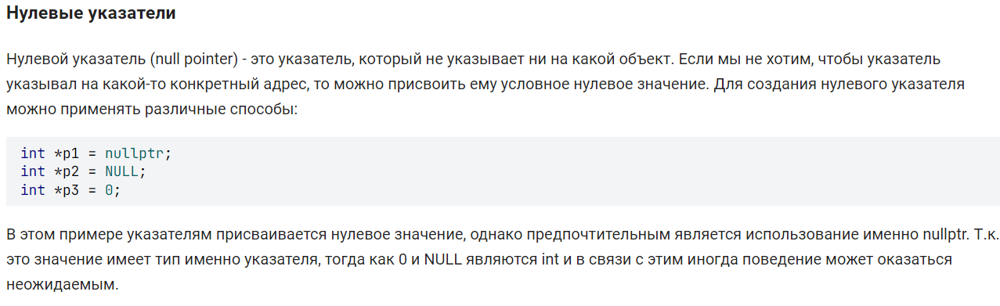 Нулевые указатели
Нулевой указатель (null pointer) - это указатель, который не указывает ни на какой объект. Если мы не хотим, чтобы указатель
указывал на какой-то конкретный адрес, то можно присвоить ему условное нулевое значение. Для создания нулевого указателя
можно применять различные способы:
int *p1 = nullptr;
int *p2 = NULL;
int *p3 = 0;
В этом примере указателям присваивается нулевое значение, однако предпочтительным является использование именно nullptr. Т.к.
это значение имеет тип именно указателя, тогда как 0 и NULL являются int и в связи с этим иногда поведение может оказаться
неожидаемым.